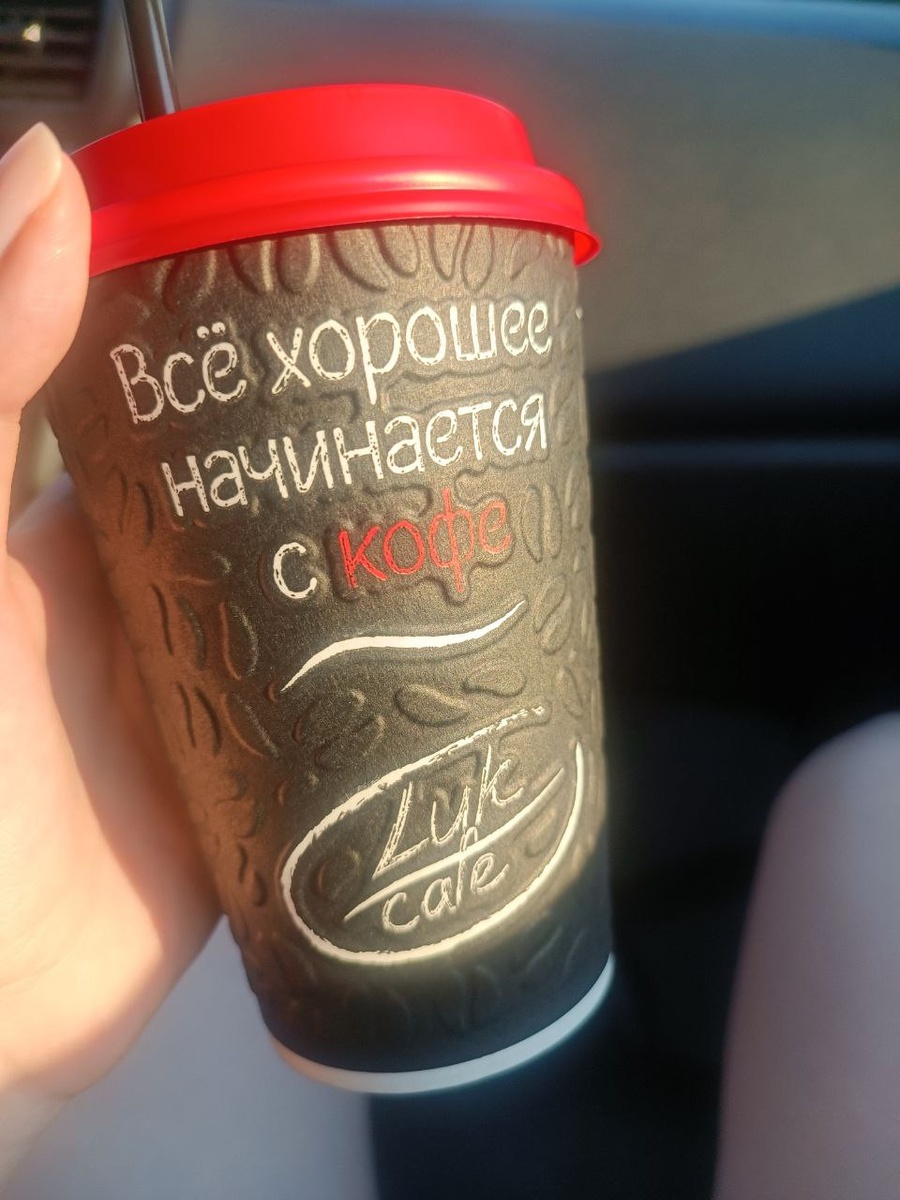 Всё хорошее
начинается
с кофе
Luk
cafe